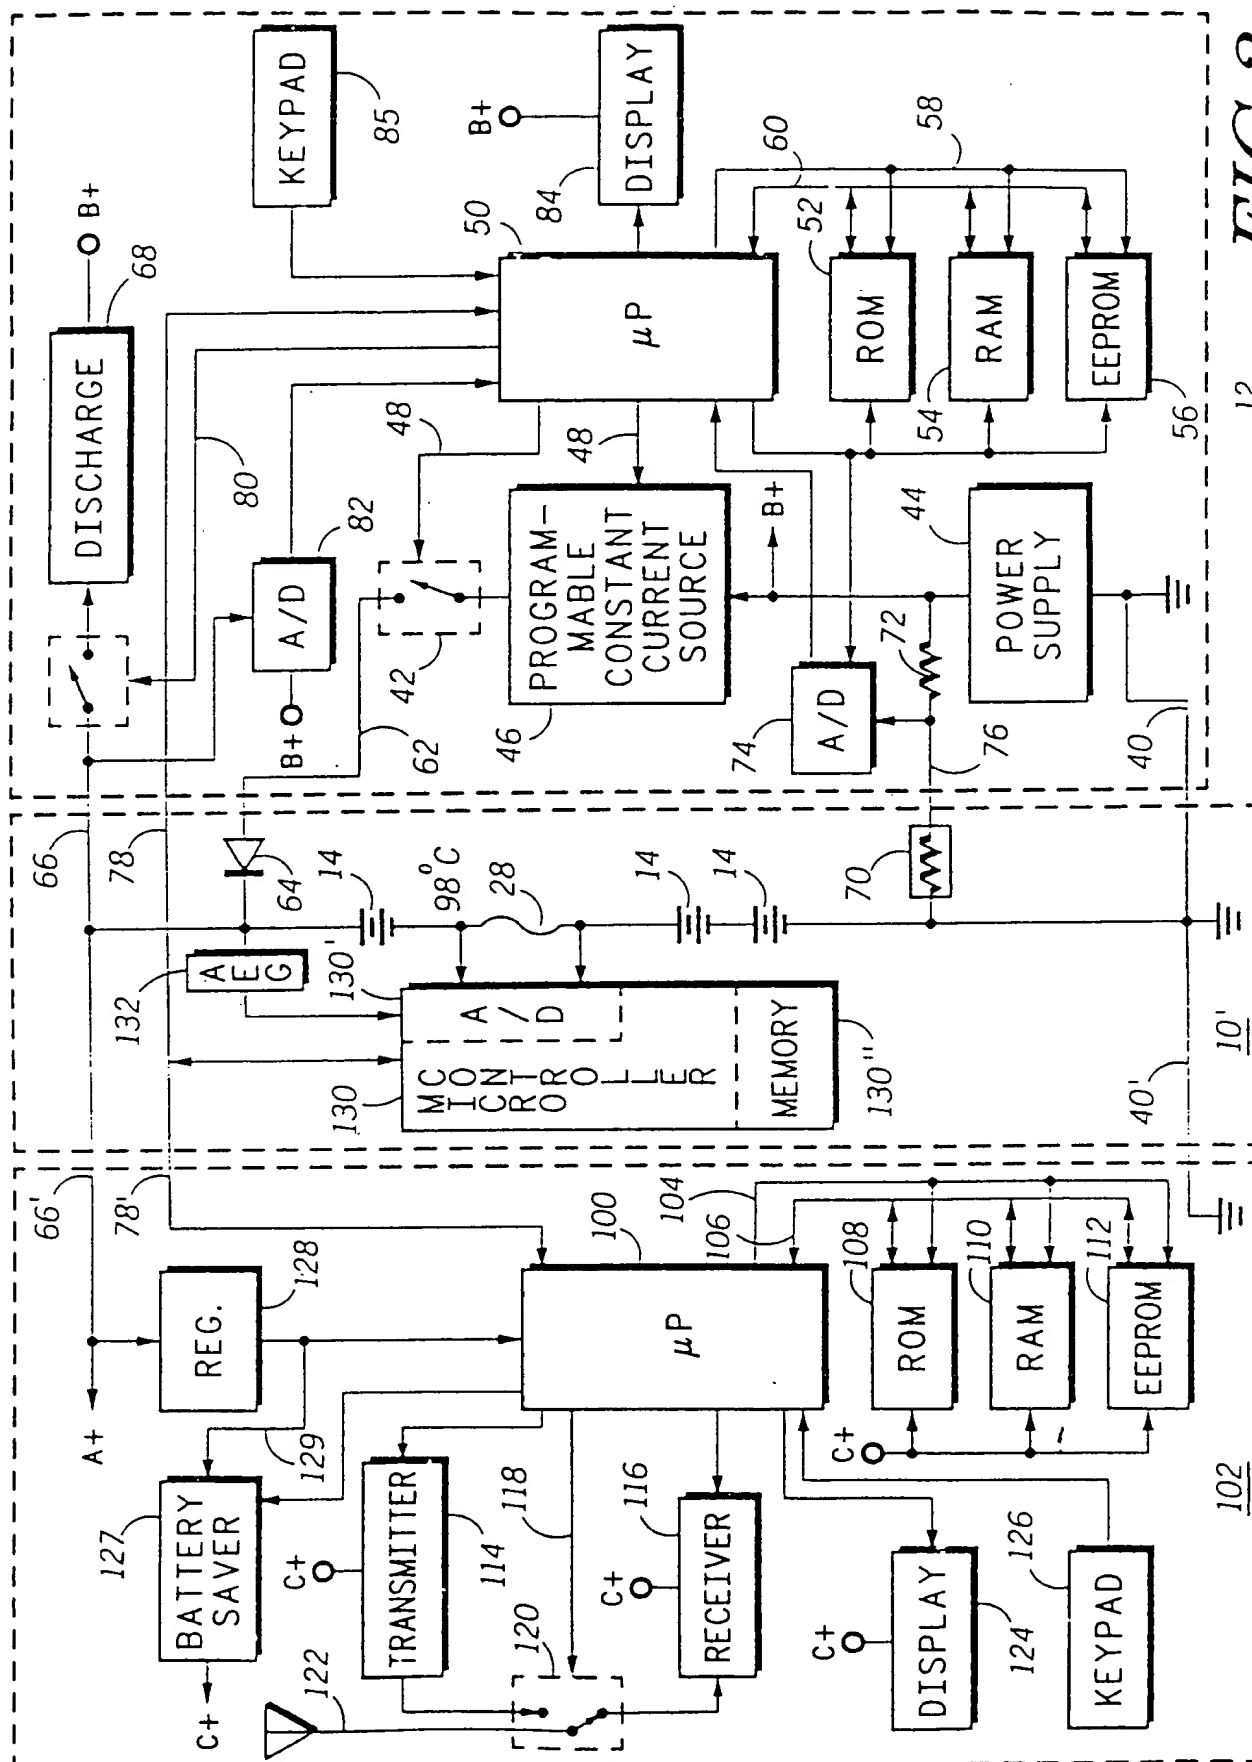 66'
78'
A+
REG.
128
129
127
BATTERY
SAVER
C+
122
C+
TRANSMITTER
114
118
120
C+
116
RECEIVER
100
μP
104
106
108
ROM
110
RAM
112
EEPROM
C+
C+
DISPLAY
124
126
KEYPAD
102
66
78
64
14
98°C
28
14
14
132
AEG
130'
A/D
130
MICRO
CONTROLLER
MEMORY
130"
70
40'
10'
DISCHARGE
68
B+
80
B+
A/D
82
62
42
48
48
KEYPAD
85
50
μP
84
B+
DISPLAY
46
PROGRAM-
MABLE
CONSTANT
CURRENT
SOURCE
B+
74
A/D
72
76
44
POWER
SUPPLY
40
52
ROM
54
RAM
56
EEPROM
60
58
12